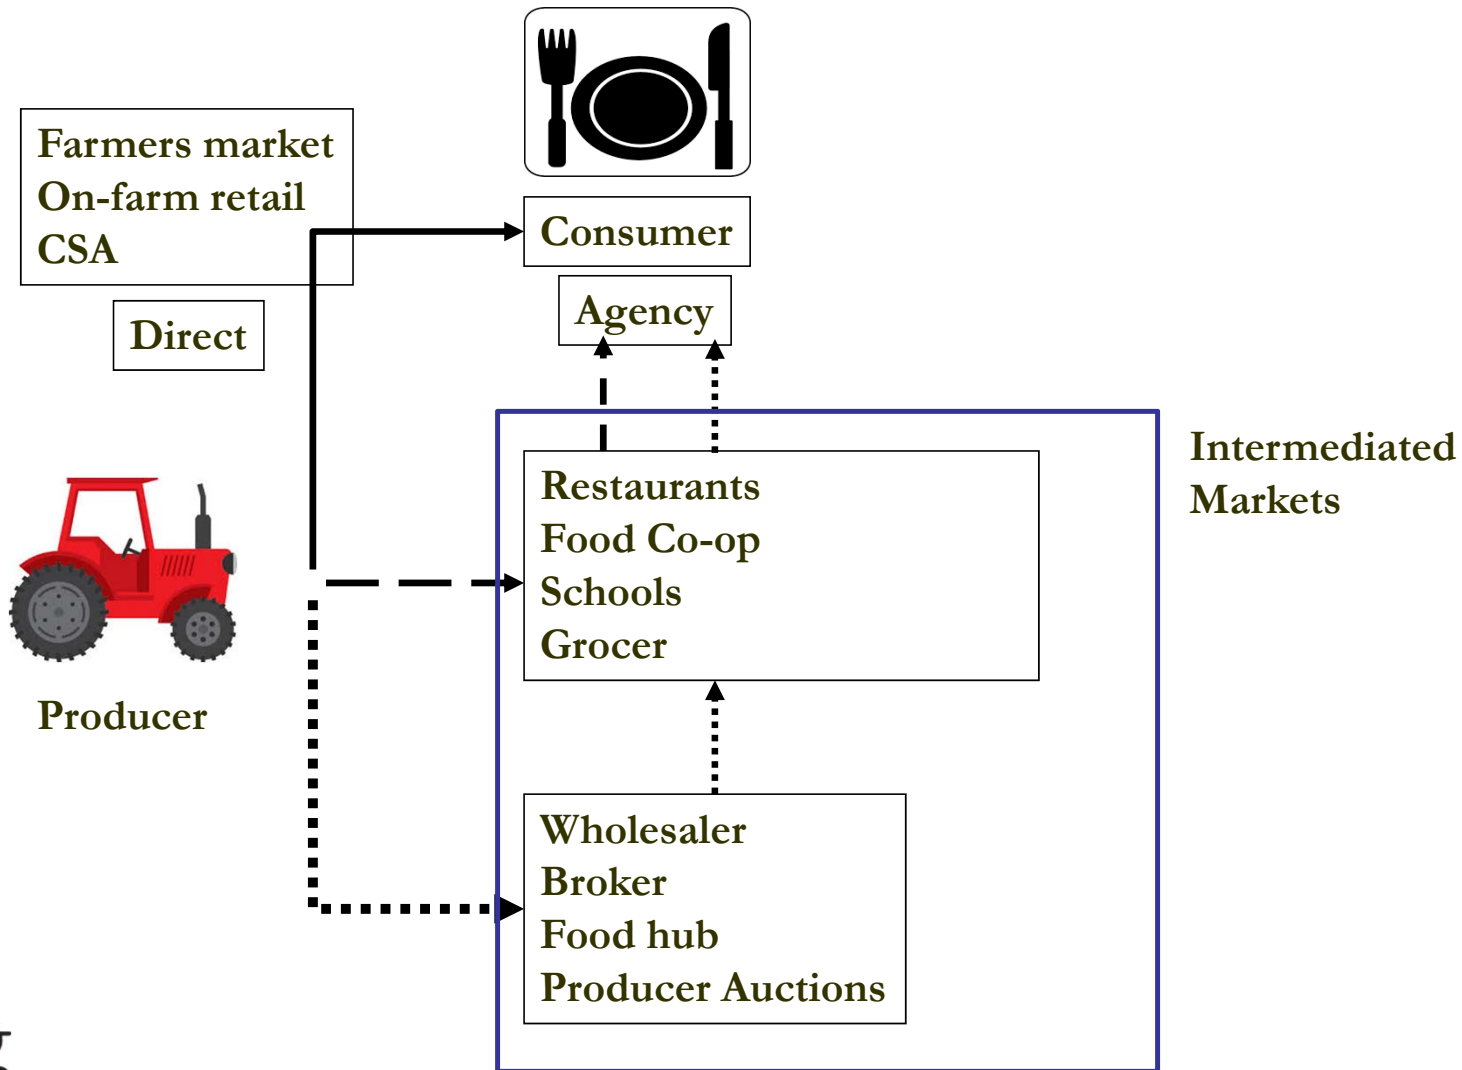 Farmers market
On-farm retail
CSA
Direct
Consumer
Agency
Intermediated
Markets
Restaurants
Food Co-op
Schools
Grocer
Producer
Wholesaler
Broker
Food hub
Producer Auctions